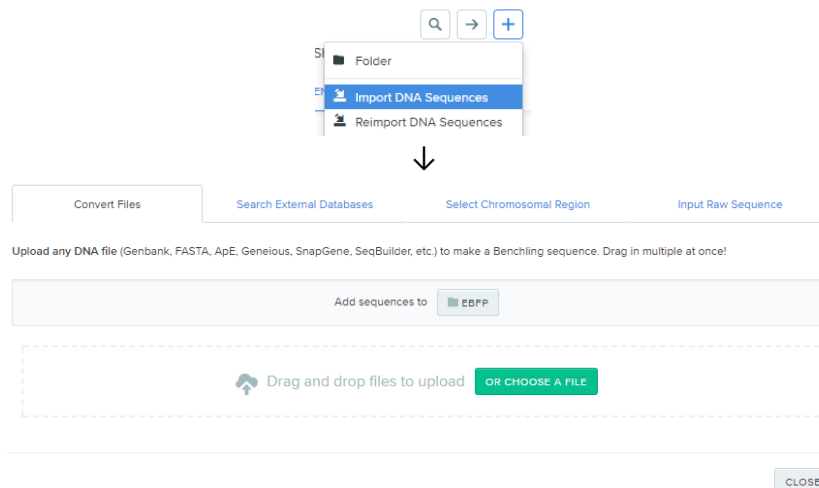 Folder
Import DNA Sequences
Reimport DNA Sequences
Convert Files
Search External Databases
Select Chromosomal Region
Input Raw Sequence
Upload any DNA file (Genbank, FASTA, ApE, Geneious, SnapGene, SeqBuilder, etc.) to make a Benchling sequence. Drag in multiple at once!
Add sequences to EBFP
Drag and drop files to upload OR CHOOSE A FILE
CLOSE